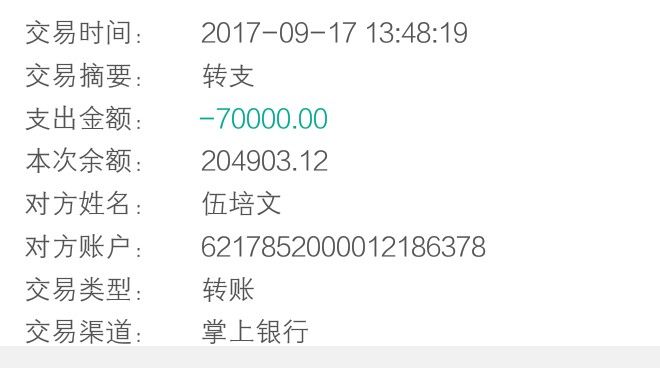 交易时间： 2017-09-17 13:48:19
交易摘要： 转支
支出金额： -70000.00
本次余额： 204903.12
对方姓名： 伍培文
对方账户： 6217852000012186378
交易类型： 转账
交易渠道： 掌上银行